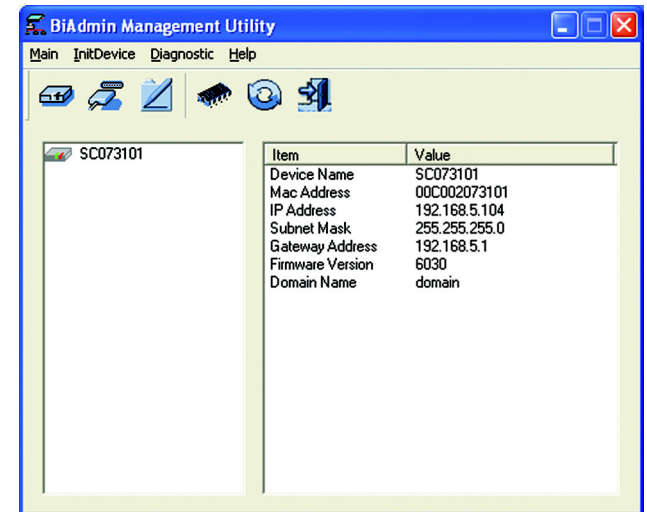 BiAdmin Management Utility
Main InitDevice Diagnostic Help
SC073101
Item Value
Device Name SC073101
Mac Address 00C002073101
IP Address 192.168.5.104
Subnet Mask 255.255.255.0
Gateway Address 192.168.5.1
Firmware Version 6030
Domain Name domain